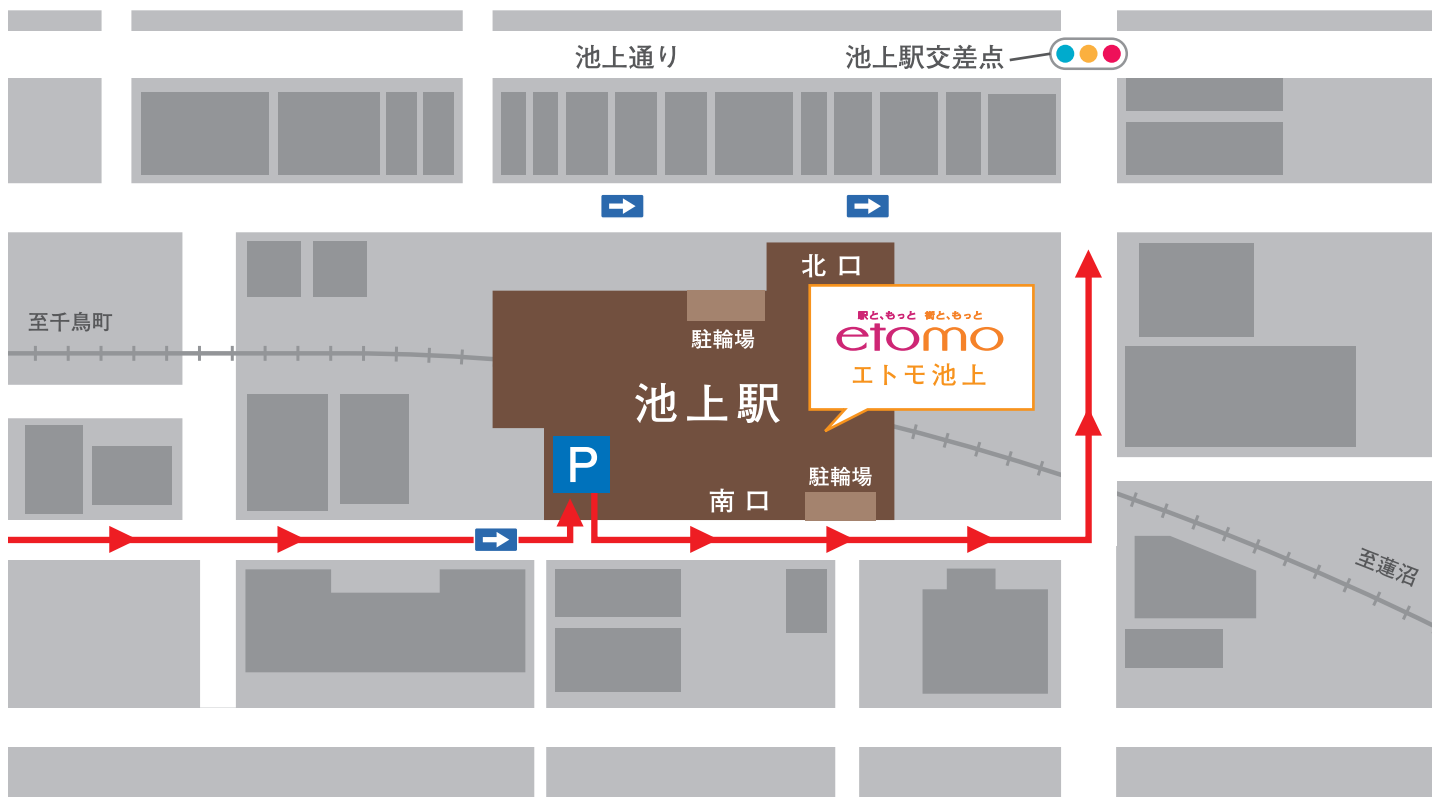 池上通り
池上駅交差点
北口
至千鳥町
駐輪場
駅と、もっと 街と、もっと
etomo
エトモ池上
池上駅
P
駐輪場
南口
至蓮沼